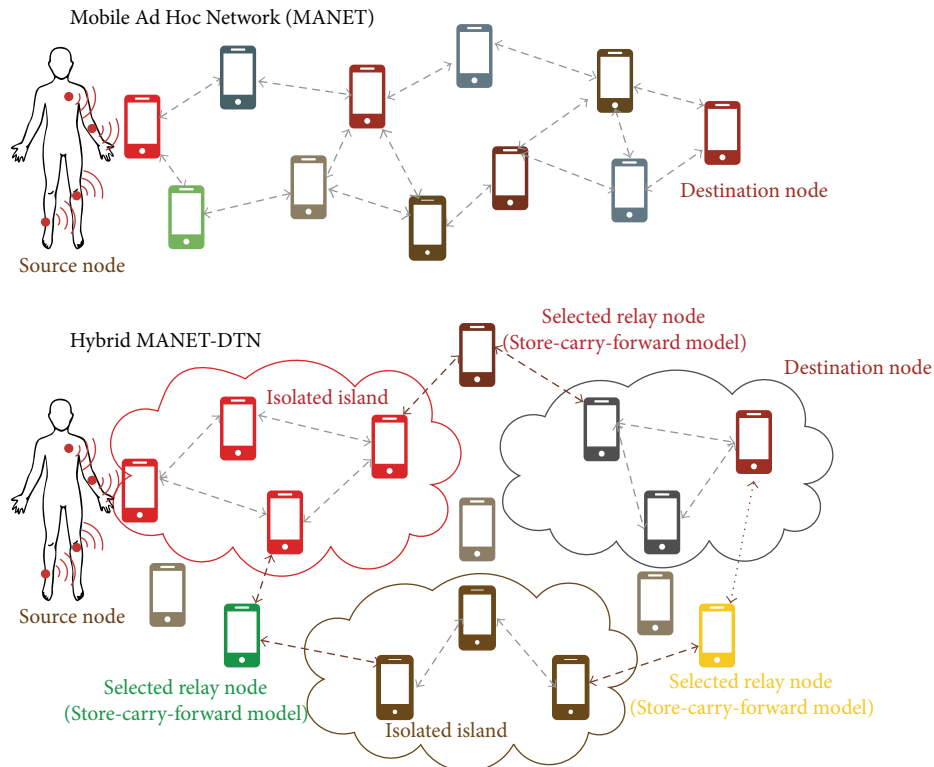 Mobile Ad Hoc Network (MANET)
Destination node
Source node
Hybrid MANET-DTN
Selected relay node
(Store-carry-forward model)
Destination node
Isolated island
Source node
Selected relay node
(Store-carry-forward model)
Isolated island
Selected relay node
(Store-carry-forward model)